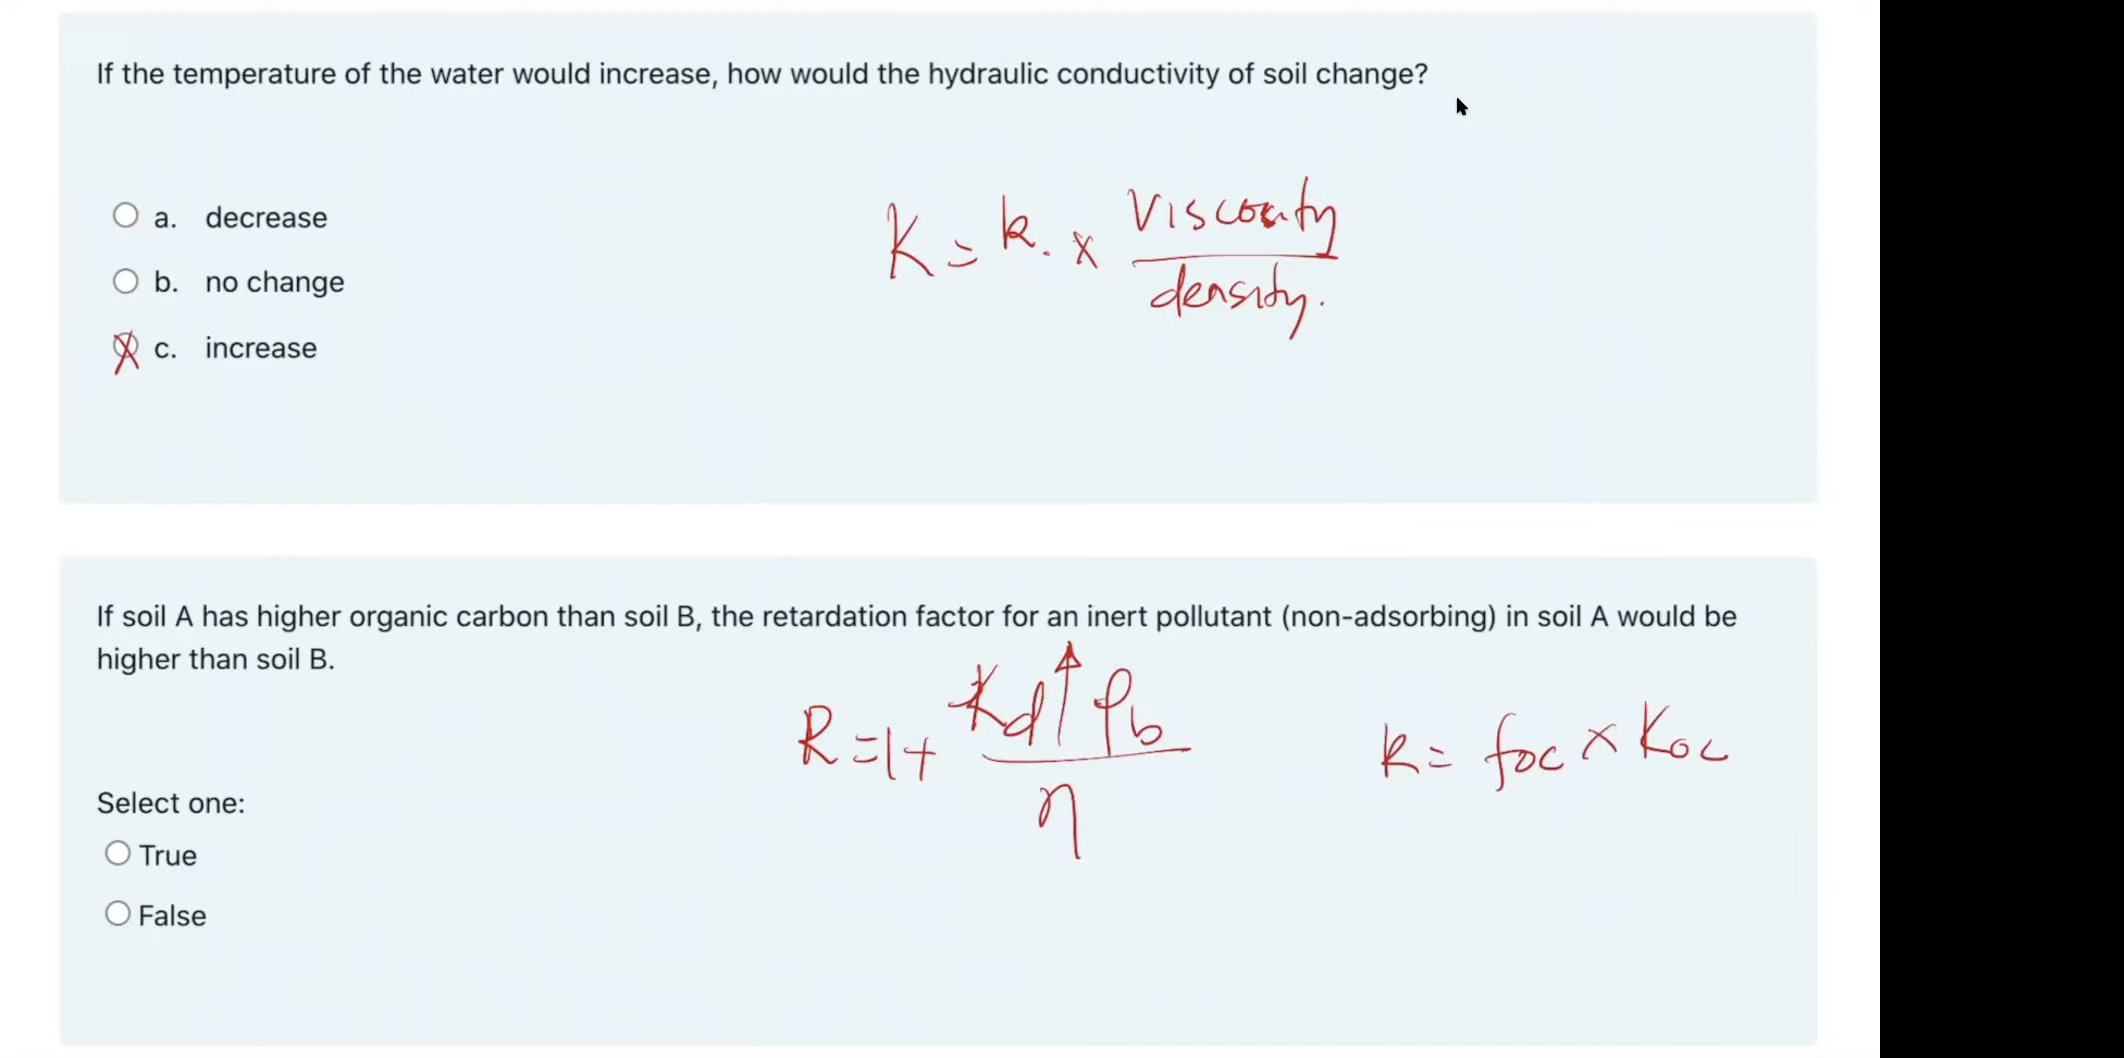 If the temperature of the water would increase, how would the hydraulic conductivity of soil change?
a. decrease
b. no change
c. increase
K = k. x viscosity
density.
If soil A has higher organic carbon than soil B, the retardation factor for an inert pollutant (non-adsorbing) in soil A would be
higher than soil B.
R = 1 + Kd↑ ρb
η
k = foc x Koc
Select one:
True
False